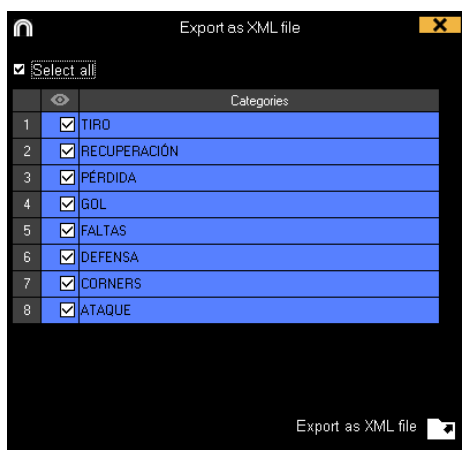 Export as XML file
Select all
Categories
1 TIRO
2 RECUPERACIÓN
3 PÉRDIDA
4 GOL
5 FALTAS
6 DEFENSA
7 CORNERS
8 ATAQUE
Export as XML file